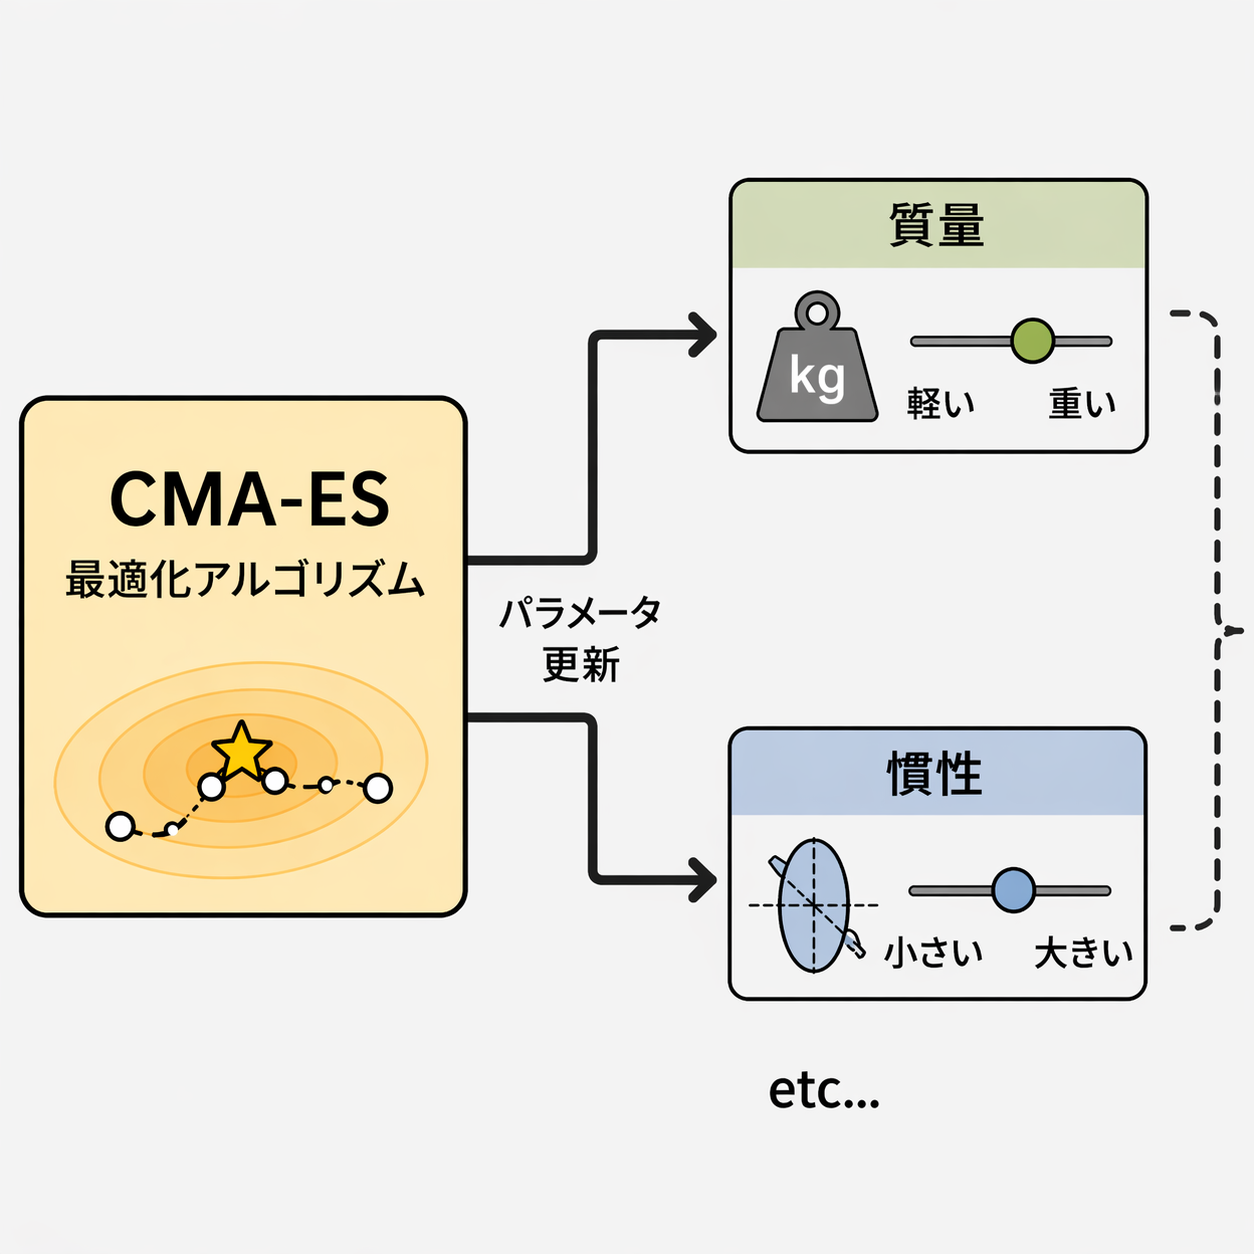 CMA-ES
最適化アルゴリズム
パラメータ
更新
質量
kg
軽い 重い
慣性
小さい 大きい
etc...